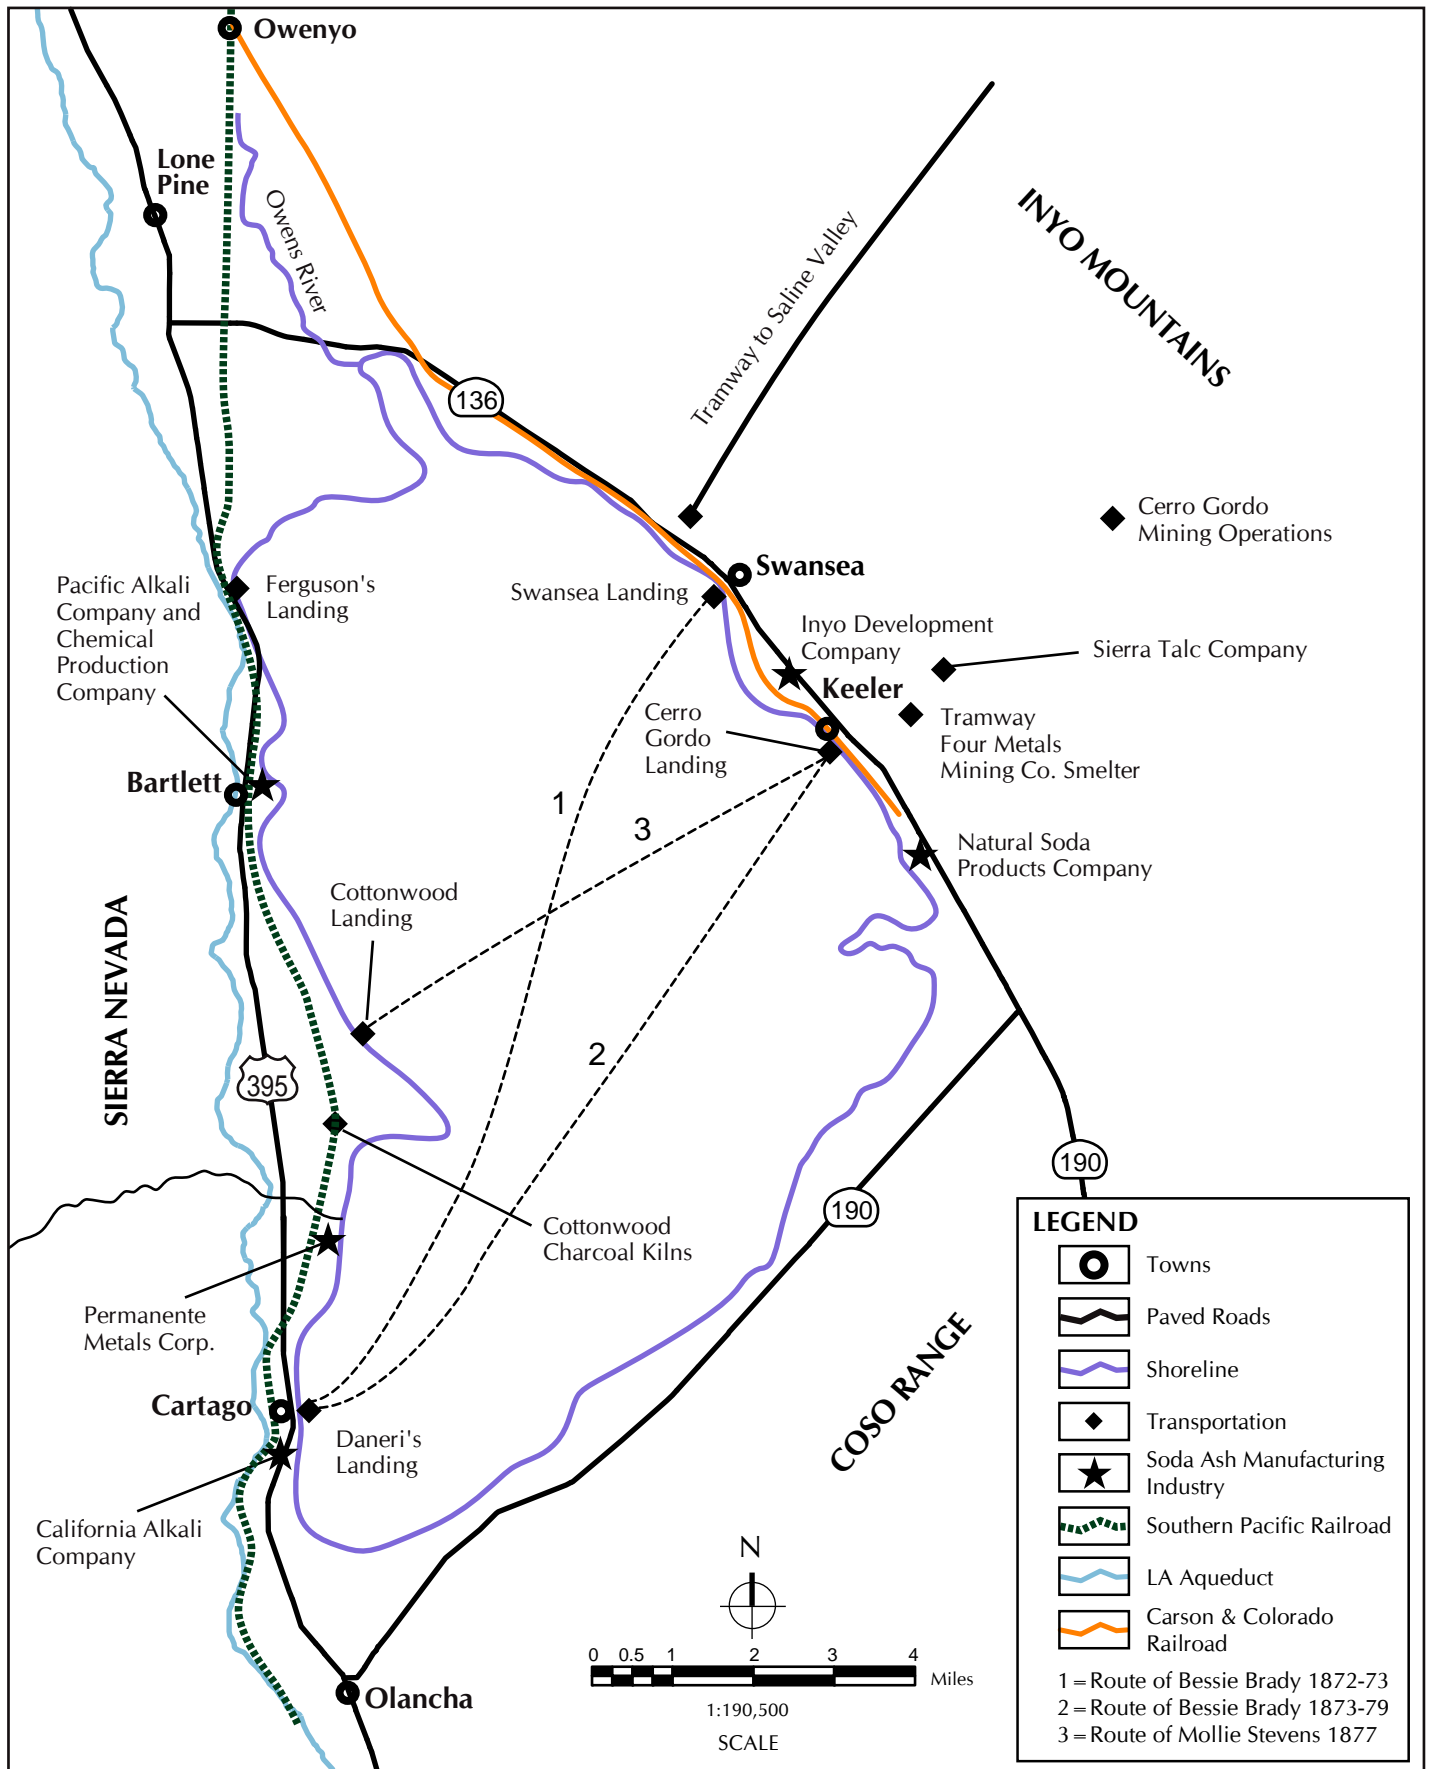 Owenyo
Lone
Pine
Owens River
Tramway to Saline Valley
INYO MOUNTAINS
136
Cerro Gordo
Mining Operations
Swansea
Swansea Landing
Pacific Alkali
Company and
Chemical
Production
Company
Ferguson's
Landing
Inyo Development
Company
Sierra Talc Company
Keeler
Cerro
Gordo
Landing
Tramway
Four Metals
Mining Co. Smelter
Bartlett
1
3
Natural Soda
Products Company
Cottonwood
Landing
SIERRA NEVADA
2
395
190
190
Cottonwood
Charcoal Kilns
Permanente
Metals Corp.
Cartago
Daneri's
Landing
COSO RANGE
California Alkali
Company
Olancha
N
0 0.5 1 2 3 4
Miles
1:190,500
SCALE
LEGEND
Towns
Paved Roads
Shoreline
Transportation
Soda Ash Manufacturing
Industry
Southern Pacific Railroad
LA Aqueduct
Carson & Colorado
Railroad
1 = Route of Bessie Brady 1872-73
2 = Route of Bessie Brady 1873-79
3 = Route of Mollie Stevens 1877